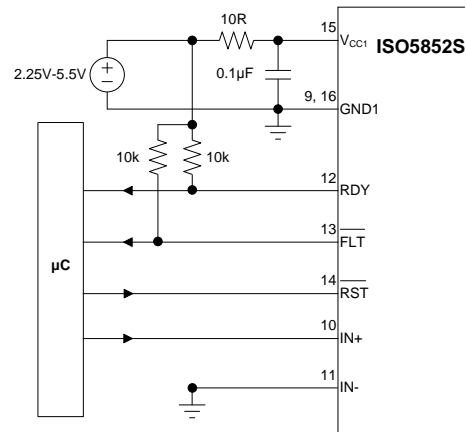 10R
15
VCC1
ISO5852S
2.25V-5.5V
0.1µF
9, 16
GND1
10k
10k
12
RDY
13
FLT
µC
14
RST
10
IN+
11
IN-